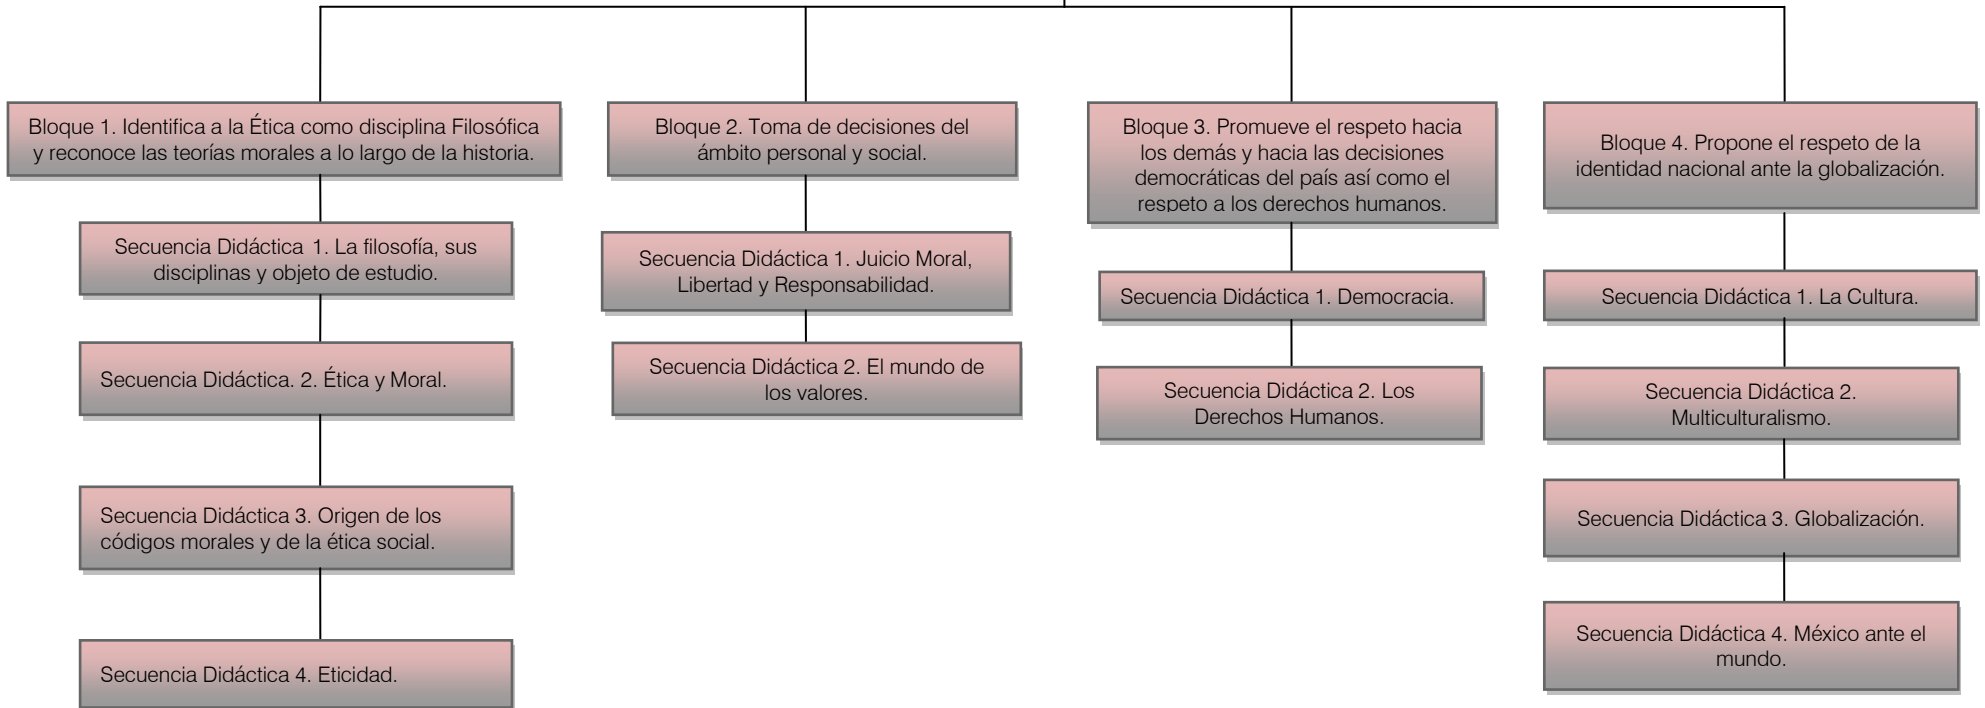 Bloque 1. Identifica a la Ética como disciplina Filosófica
y reconoce las teorías morales a lo largo de la historia.
Secuencia Didáctica 1. La filosofía, sus
disciplinas y objeto de estudio.
Secuencia Didáctica. 2. Ética y Moral.
Secuencia Didáctica 3. Origen de los
códigos morales y de la ética social.
Secuencia Didáctica 4. Eticidad.
Bloque 2. Toma de decisiones del
ámbito personal y social.
Secuencia Didáctica 1. Juicio Moral,
Libertad y Responsabilidad.
Secuencia Didáctica 2. El mundo de
los valores.
Bloque 3. Promueve el respeto hacia
los demás y hacia las decisiones
democráticas del país así como el
respeto a los derechos humanos.
Secuencia Didáctica 1. Democracia.
Secuencia Didáctica 2. Los
Derechos Humanos.
Bloque 4. Propone el respeto de la
identidad nacional ante la globalización.
Secuencia Didáctica 1. La Cultura.
Secuencia Didáctica 2.
Multiculturalismo.
Secuencia Didáctica 3. Globalización.
Secuencia Didáctica 4. México ante el
mundo.